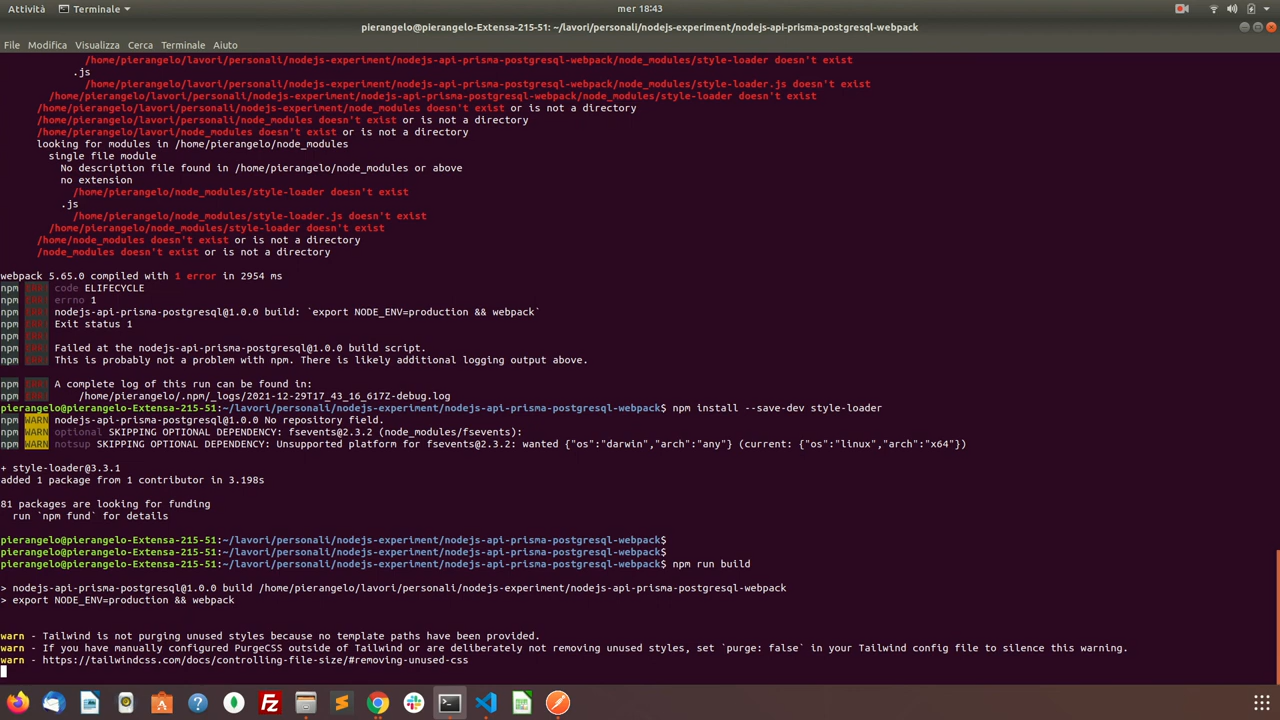 Attività
Terminale
mer 18:43
pierangelo@pierangelo-Extensa-215-51: ~/lavori/personali/nodejs-experiment/nodejs-api-prisma-postgresql-webpack
File Modifica Visualizza Cerca Terminale Aiuto
/home/pierangelo/lavori/personali/nodejs-experiment/nodejs-api-prisma-postgresql-webpack/node_modules/style-loader doesn't exist
.js
/home/pierangelo/lavori/personali/nodejs-experiment/nodejs-api-prisma-postgresql-webpack/node_modules/style-loader.js doesn't exist
/home/pierangelo/lavori/personali/nodejs-experiment/nodejs-api-prisma-postgresql-webpack/node_modules/style-loader doesn't exist
/home/pierangelo/lavori/personali/nodejs-experiment/node_modules doesn't exist or is not a directory
/home/pierangelo/lavori/personali/node_modules doesn't exist or is not a directory
/home/pierangelo/lavori/node_modules doesn't exist or is not a directory
looking for modules in /home/pierangelo/node_modules
single file module
No description file found in /home/pierangelo/node_modules or above
no extension
/home/pierangelo/node_modules/style-loader doesn't exist
.js
/home/pierangelo/node_modules/style-loader.js doesn't exist
/home/pierangelo/node_modules/style-loader doesn't exist
/home/node_modules doesn't exist or is not a directory
/node_modules doesn't exist or is not a directory
webpack 5.65.0 compiled with 1 error in 2954 ms
npm ERR! code ELIFECYCLE
npm ERR! errno 1
npm ERR! nodejs-api-prisma-postgresql@1.0.0 build: `export NODE_ENV=production && webpack`
npm ERR! Exit status 1
npm ERR!
npm ERR! Failed at the nodejs-api-prisma-postgresql@1.0.0 build script.
npm ERR! This is probably not a problem with npm. There is likely additional logging output above.
npm ERR! A complete log of this run can be found in:
npm ERR! /home/pierangelo/.npm/_logs/2021-12-29T17_43_16_617Z-debug.log
pierangelo@pierangelo-Extensa-215-51:~/lavori/personali/nodejs-experiment/nodejs-api-prisma-postgresql-webpack$ npm install --save-dev style-loader
npm WARN nodejs-api-prisma-postgresql@1.0.0 No repository field.
npm WARN optional SKIPPING OPTIONAL DEPENDENCY: fsevents@2.3.2 (node_modules/fsevents):
npm WARN notsup SKIPPING OPTIONAL DEPENDENCY: Unsupported platform for fsevents@2.3.2: wanted {"os":"darwin","arch":"any"} (current: {"os":"linux","arch":"x64"})
+ style-loader@3.3.1
added 1 package from 1 contributor in 3.198s
81 packages are looking for funding
run `npm fund` for details
pierangelo@pierangelo-Extensa-215-51:~/lavori/personali/nodejs-experiment/nodejs-api-prisma-postgresql-webpack$
pierangelo@pierangelo-Extensa-215-51:~/lavori/personali/nodejs-experiment/nodejs-api-prisma-postgresql-webpack$
pierangelo@pierangelo-Extensa-215-51:~/lavori/personali/nodejs-experiment/nodejs-api-prisma-postgresql-webpack$ npm run build
> nodejs-api-prisma-postgresql@1.0.0 build /home/pierangelo/lavori/personali/nodejs-experiment/nodejs-api-prisma-postgresql-webpack
> export NODE_ENV=production && webpack
warn - Tailwind is not purging unused styles because no template paths have been provided.
warn - If you have manually configured PurgeCSS outside of Tailwind or are deliberately not removing unused styles, set `purge: false` in your Tailwind config file to silence this warning.
warn - https://tailwindcss.com/docs/controlling-file-size/#removing-unused-css